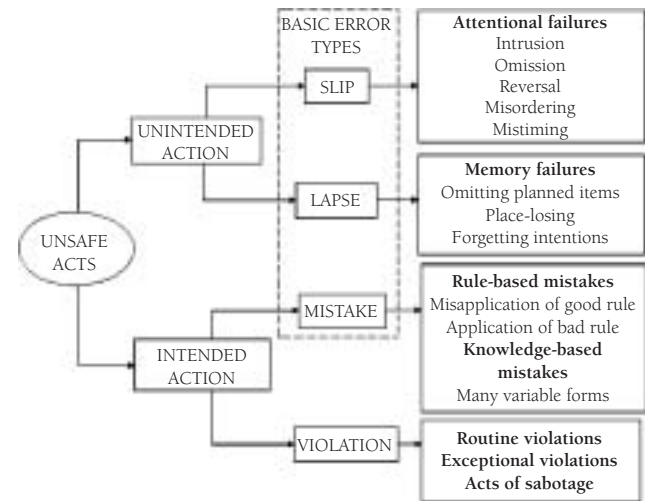 BASIC ERROR
TYPES
SLIP
Attentional failures
Intrusion
Omission
Reversal
Misordering
Mistiming
UNINTENDED
ACTION
LAPSE
Memory failures
Omitting planned items
Place-losing
Forgetting intentions
UNSAFE
ACTS
MISTAKE
Rule-based mistakes
Misapplication of good rule
Application of bad rule
Knowledge-based
mistakes
Many variable forms
INTENDED
ACTION
VIOLATION
Routine violations
Exceptional violations
Acts of sabotage